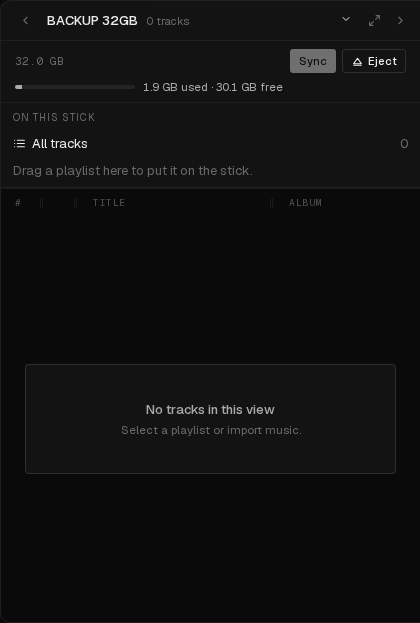 BACKUP 32GB 0 tracks
32.0 GB Sync Eject
1.9 GB used · 30.1 GB free
ON THIS STICK
All tracks 0
Drag a playlist here to put it on the stick.
# TITLE ALBUM
No tracks in this view
Select a playlist or import music.